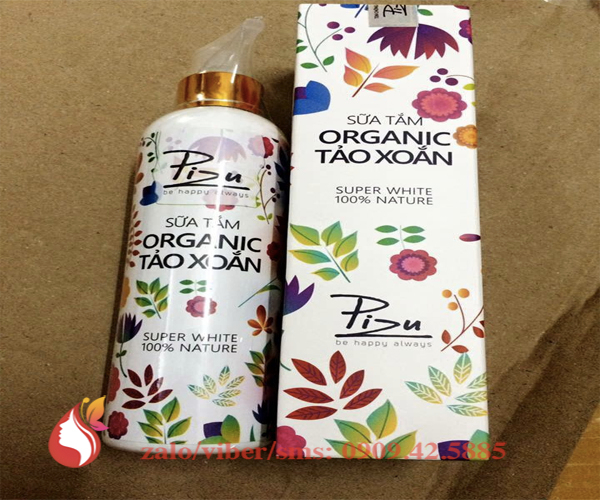 Pizu
be happy always
SỮA TẮM
ORGANIC
TẢO XOẮN
SUPER WHITE
100% NATURE
SỮA TẮM
ORGANIC
TẢO XOẮN
SUPER WHITE
100% NATURE
Pizu
be happy always
zalo/viber/sms: 0909.42.5885